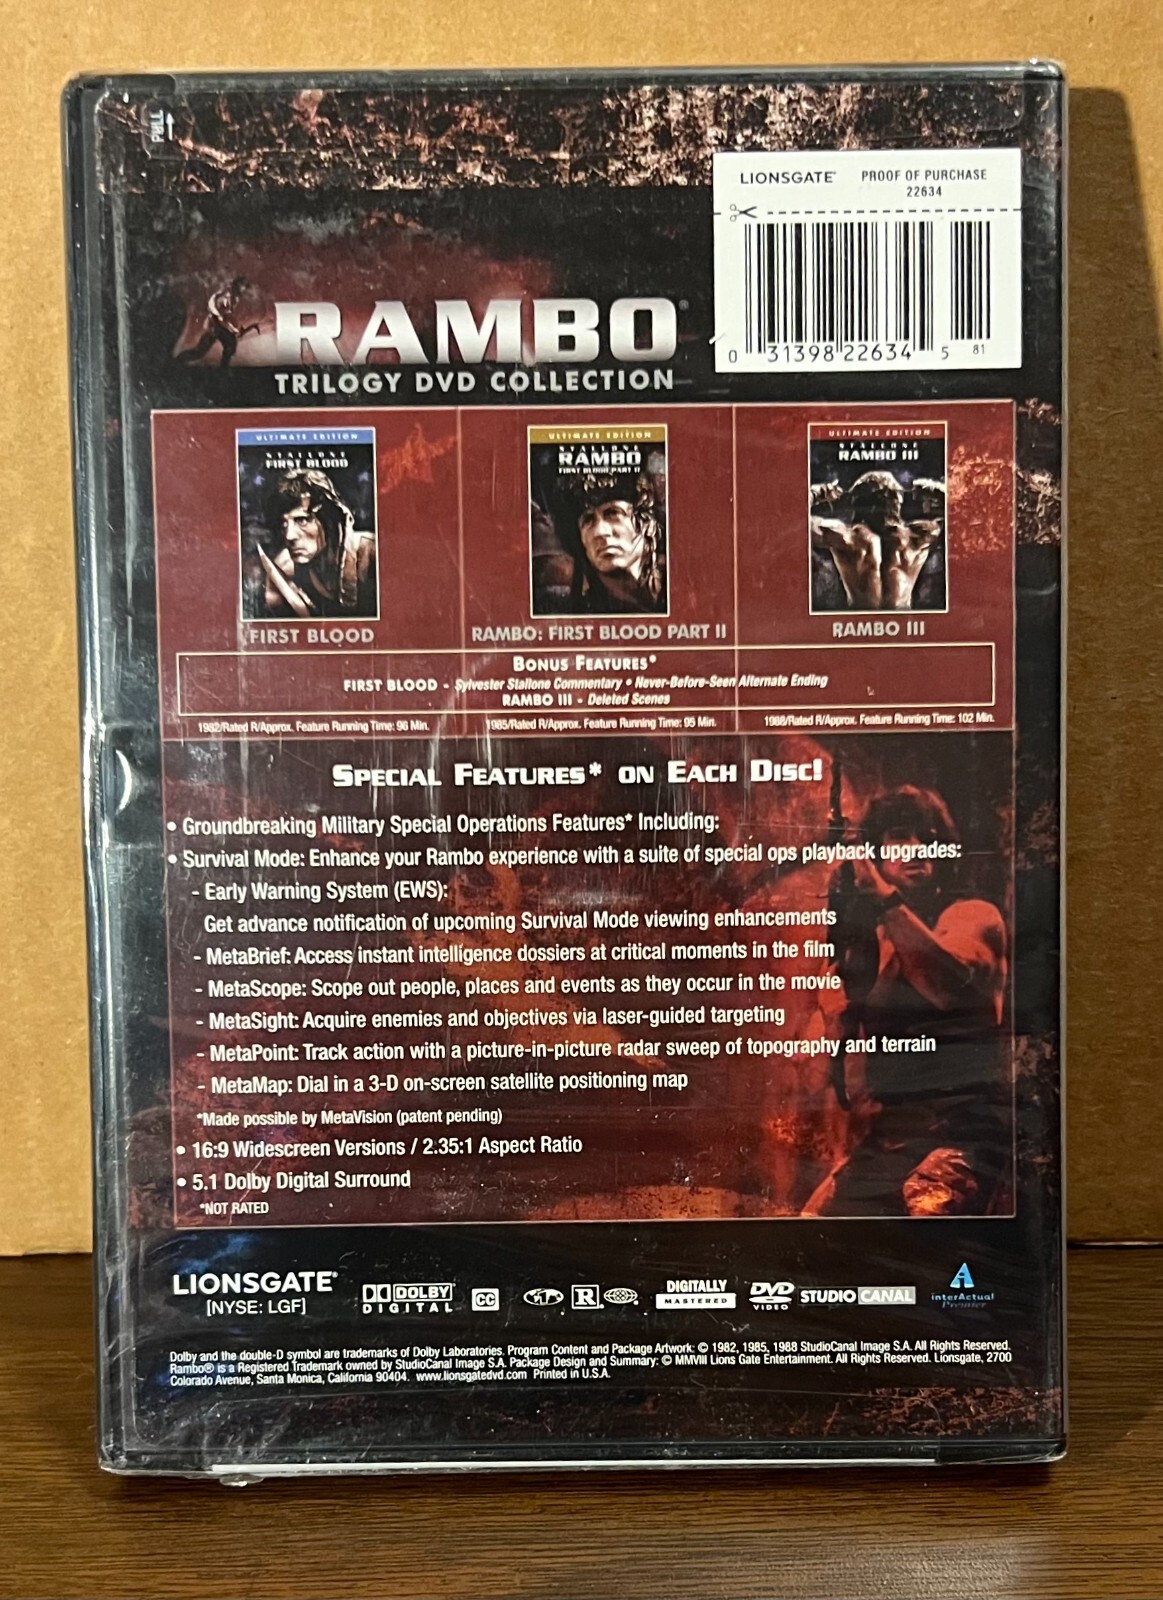 PULL
LIONSGATE PROOF OF PURCHASE
22634
0 31398 22634 5 81
RAMBO®
TRILOGY DVD COLLECTION
ULTIMATE EDITION
STALLONE
FIRST BLOOD
ULTIMATE EDITION
STALLONE
RAMBO
FIRST BLOOD PART II
ULTIMATE EDITION
STALLONE
RAMBO III
FIRST BLOOD
RAMBO: FIRST BLOOD PART II
RAMBO III
BONUS FEATURES*
FIRST BLOOD - Sylvester Stallone Commentary • Never-Before-Seen Alternate Ending
RAMBO III - Deleted Scenes
1982/Rated R/Approx. Feature Running Time: 96 Min.
1985/Rated R/Approx. Feature Running Time: 95 Min.
1988/Rated R/Approx. Feature Running Time: 102 Min.
SPECIAL FEATURES* ON EACH DISC!
• Groundbreaking Military Special Operations Features* Including:
• Survival Mode: Enhance your Rambo experience with a suite of special ops playback upgrades:
- Early Warning System (EWS):
Get advance notification of upcoming Survival Mode viewing enhancements
- MetaBrief: Access instant intelligence dossiers at critical moments in the film
- MetaScope: Scope out people, places and events as they occur in the movie
- MetaSight: Acquire enemies and objectives via laser-guided targeting
- MetaPoint: Track action with a picture-in-picture radar sweep of topography and terrain
- MetaMap: Dial in a 3-D on-screen satellite positioning map
*Made possible by MetaVision (patent pending)
• 16:9 Widescreen Versions / 2.35:1 Aspect Ratio
• 5.1 Dolby Digital Surround
*NOT RATED
LIONSGATE®
[NYSE: LGF]
DOLBY
DIGITAL
CC
R
DIGITALLY
MASTERED
DVD
VIDEO
STUDIO CANAL
interActual
Premier
Dolby and the double-D symbol are trademarks of Dolby Laboratories. Program Content and Package Artwork: © 1982, 1985, 1988 StudioCanal Image S.A. All Rights Reserved.
Rambo® is a Registered Trademark owned by StudioCanal Image S.A. Package Design and Summary: © MMVIII Lions Gate Entertainment. All Rights Reserved. Lionsgate, 2700
Colorado Avenue, Santa Monica, California 90404. www.lionsgatedvd.com Printed in U.S.A.